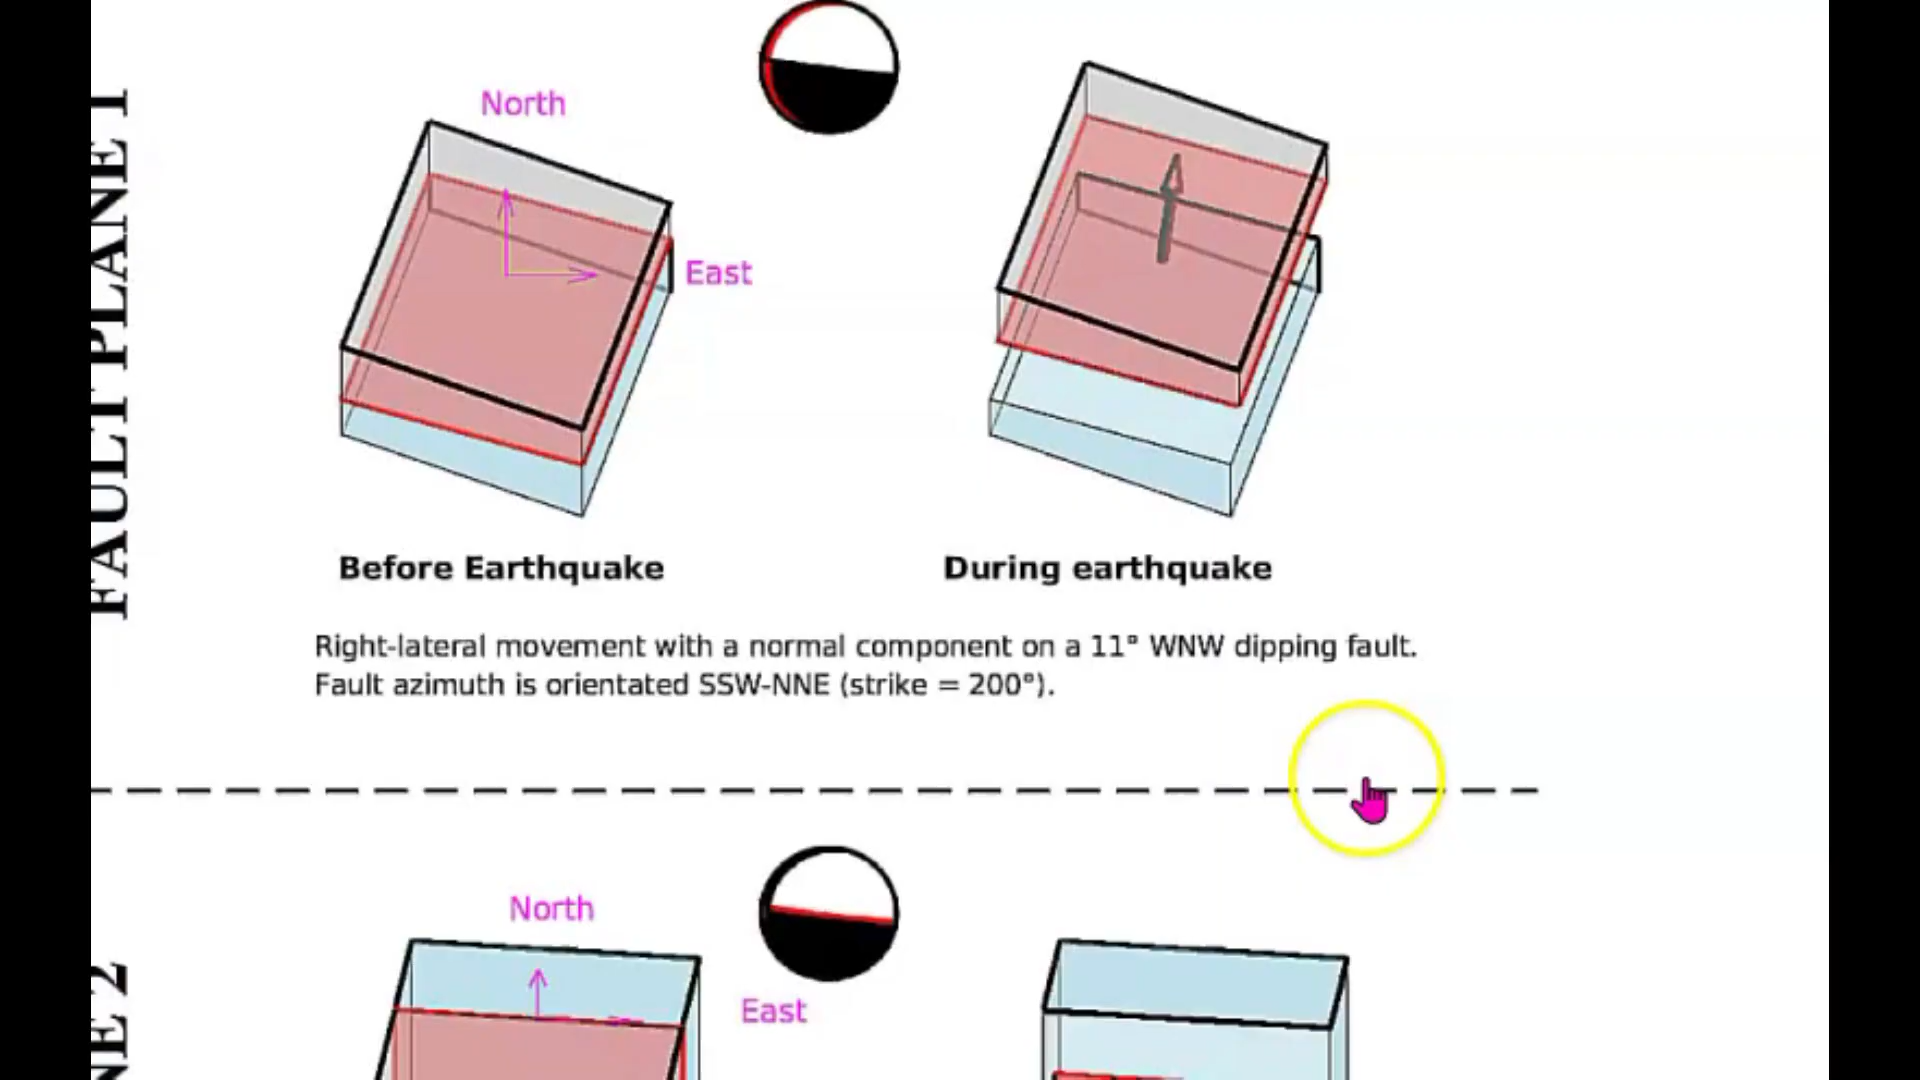 FAULT PLANE 1
North
East
Before Earthquake
During earthquake
Right-lateral movement with a normal component on a 11° WNW dipping fault.
Fault azimuth is orientated SSW-NNE (strike = 200°).
North
East
NE 2